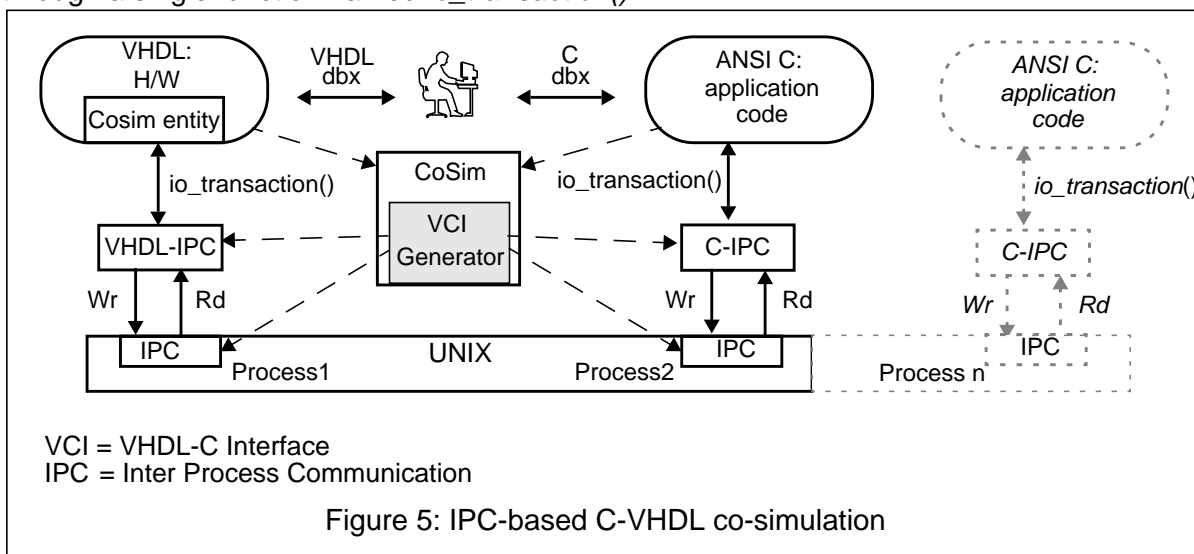 VHDL:
H/W
Cosim entity
VHDL
dbx
C
dbx
ANSI C:
application
code
ANSI C:
application
code
io_transaction()
CoSim
VCI
Generator
io_transaction()
io_transaction()
VHDL-IPC
C-IPC
C-IPC
Wr
Rd
Wr
Rd
Wr
Rd
IPC
UNIX
IPC
IPC
Process1
Process2
Process n
VCI = VHDL-C Interface
IPC = Inter Process Communication
Figure 5: IPC-based C-VHDL co-simulation